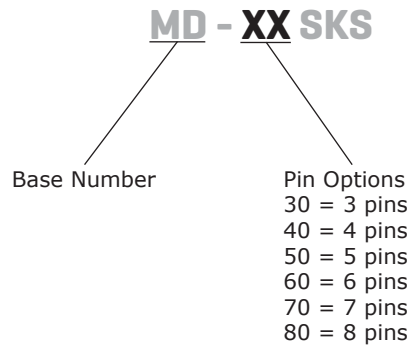 MD - XX SKS
Base Number
Pin Options
30 = 3 pins
40 = 4 pins
50 = 5 pins
60 = 6 pins
70 = 7 pins
80 = 8 pins